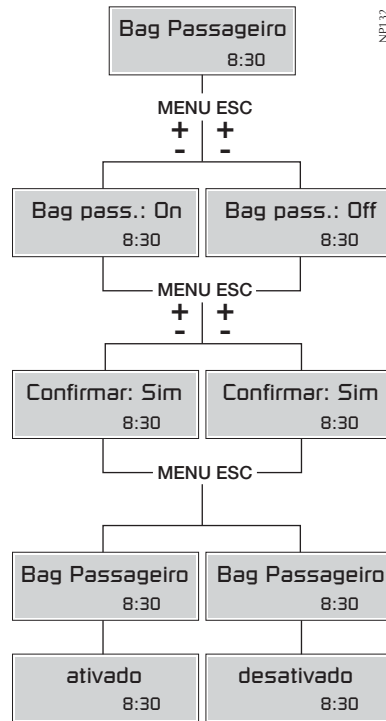 NP132
Bag Passageiro
8:30
MENU ESC
+ +
- -
Bag pass.: On
8:30
Bag pass.: Off
8:30
MENU ESC
+ +
- -
Confirmar: Sim
8:30
Confirmar: Sim
8:30
MENU ESC
Bag Passageiro
8:30
Bag Passageiro
8:30
ativado
8:30
desativado
8:30